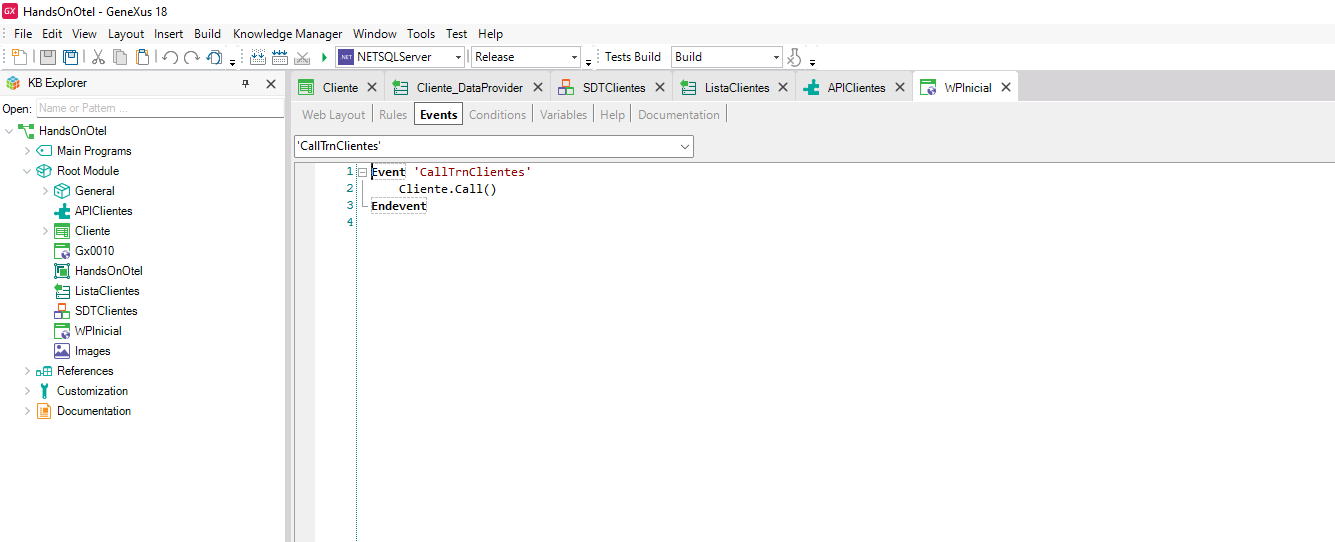 GX HandsOnOtel - GeneXus 18
File Edit View Layout Insert Build Knowledge Manager Window Tools Test Help
NET NETSQLServer Release Tests Build Build
KB Explorer
Open: Name or Pattern ...
HandsOnOtel
Main Programs
Root Module
General
APIClientes
Cliente
Gx0010
HandsOnOtel
ListaClientes
SDTClientes
WPInicial
Images
References
Customization
Documentation
Cliente Cliente_DataProvider SDTClientes ListaClientes APIClientes WPInicial
Web Layout Rules Events Conditions Variables Help Documentation
'CallTrnClientes'
1 Event 'CallTrnClientes'
2 Cliente.Call()
3 Endevent
4